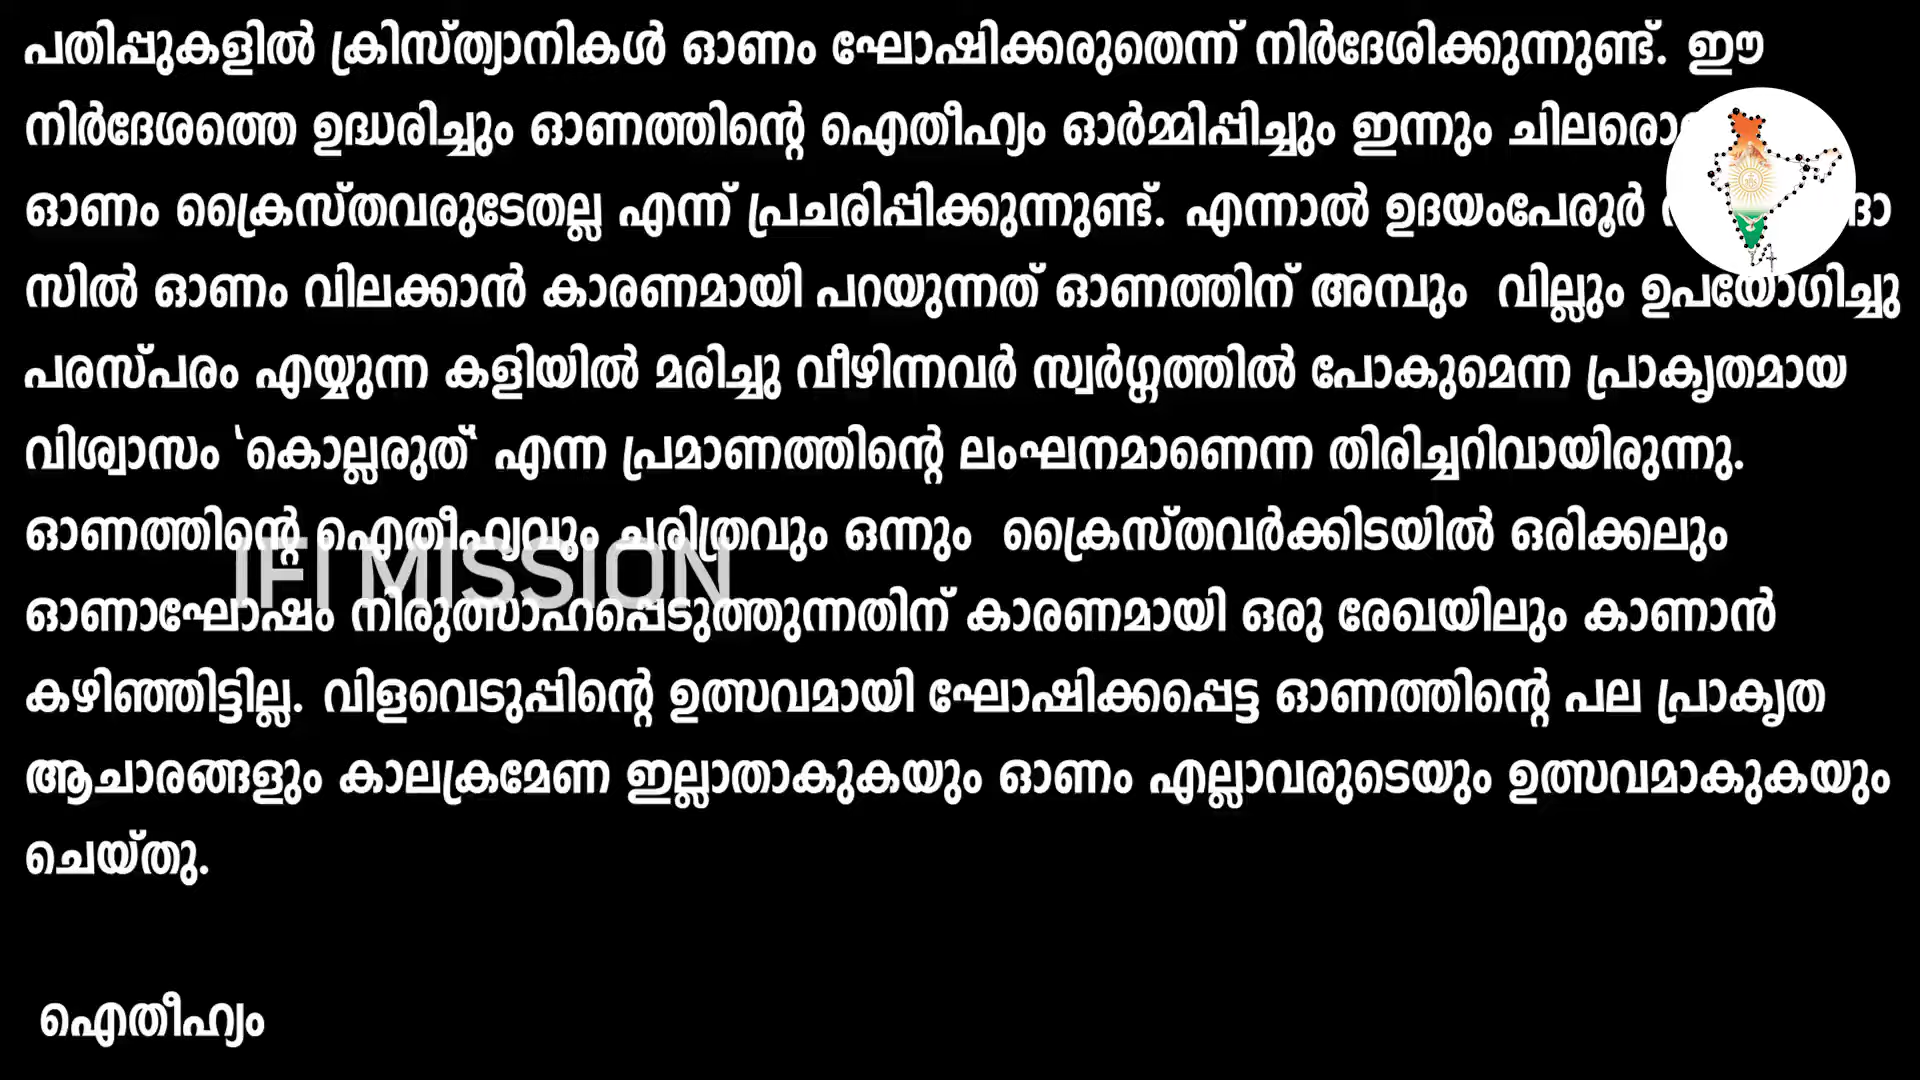 പതിപ്പുകളിൽ ക്രിസ്ത്യാനികൾ ഓണം ഘോഷിക്കരുതെന്ന് നിർദേശിക്കുന്നുണ്ട്. ഈ
നിർദേശത്തെ ഉദ്ധരിച്ചും ഓണത്തിന്റെ ഐതീഹ്യം ഓർമ്മിപ്പിച്ചും ഇന്നും
ഓണം ക്രൈസ്തവരുടേതല്ല എന്ന് പ്രചരിപ്പിക്കുന്നുണ്ട്. എന്നാൽ ഉദയംപേരൂർ
സിൽ ഓണം വിലക്കാൻ കാരണമായി പറയുന്നത് ഓണത്തിന് അമ്പും വില്ലും ഉപയോഗിച്ചു
പരസ്പരം എയ്യുന്ന കളിയിൽ മരിച്ചു വീഴിന്നവർ സ്വർഗ്ഗത്തിൽ പോകുമെന്ന പ്രാകൃതമായ
വിശ്വാസം 'കൊല്ലരുത്' എന്ന പ്രമാണത്തിന്റെ ലംഘനമാണെന്ന തിരിച്ചറിവായിരുന്നു.
ഓണത്തിന്റെ ഐതീഹ്യവും ചരിത്രവും ഒന്നും ക്രൈസ്തവർക്കിടയിൽ ഒരിക്കലും
IFI MISSION
ഓണാഘോഷം നിരുത്സാഹപ്പെടുത്തുന്നതിന് കാരണമായി ഒരു രേഖയിലും കാണാൻ
കഴിഞ്ഞിട്ടില്ല. വിളവെടുപ്പിന്റെ ഉത്സവമായി ഘോഷിക്കപ്പെട്ട ഓണത്തിന്റെ പല പ്രാകൃത
ആചാരങ്ങളും കാലക്രമേണ ഇല്ലാതാകുകയും ഓണം എല്ലാവരുടെയും ഉത്സവമാകുകയും
ചെയ്തു.
ഐതീഹ്യം